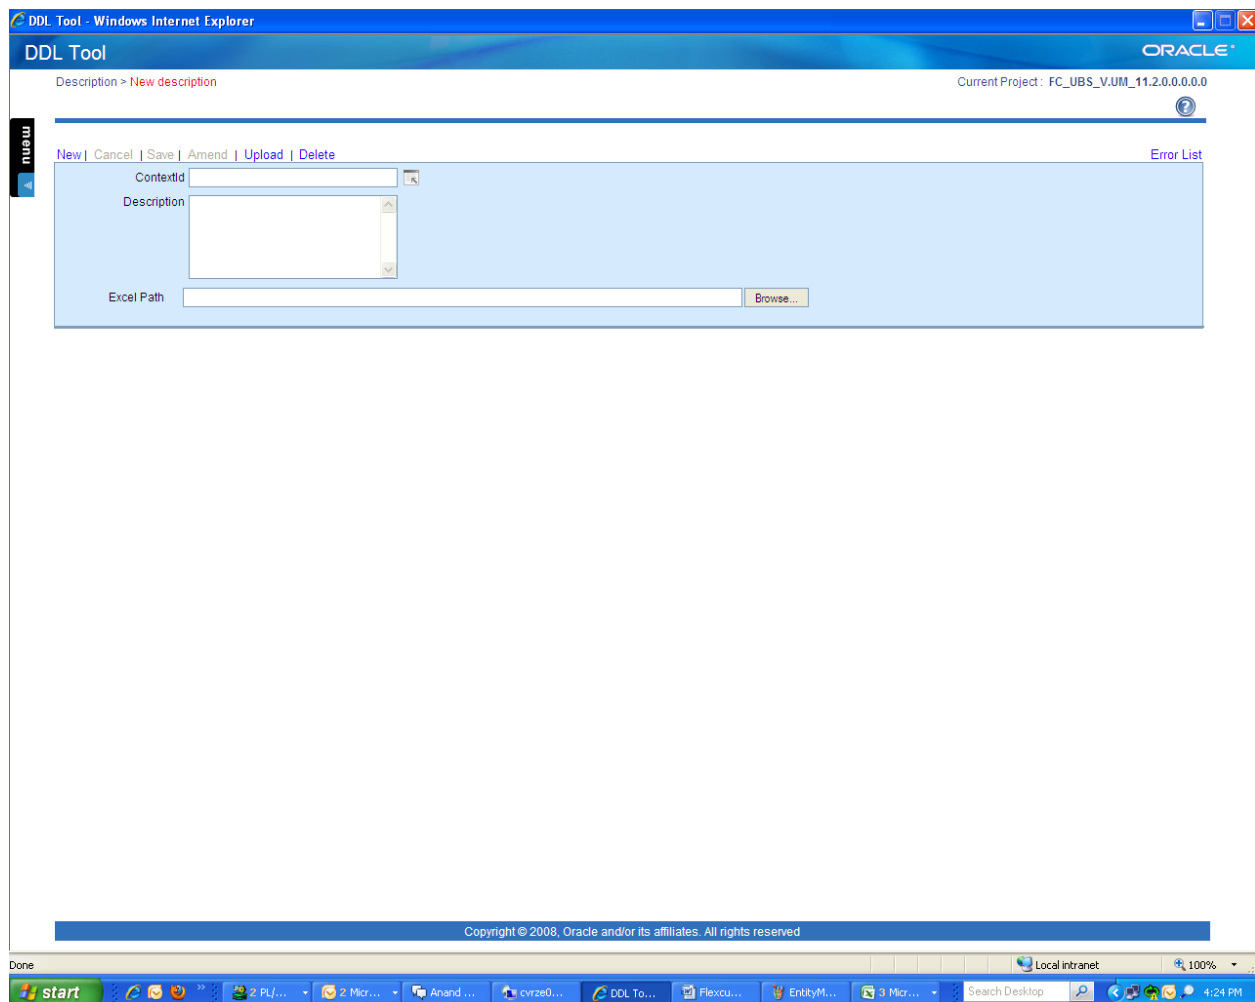 DDL Tool - Windows Internet Explorer
DDL Tool
ORACLE
Description > New description
Current Project : FC_UBS_V.UM_11.2.0.0.0.0.0
?
menu
New | Cancel | Save | Amend | Upload | Delete
Error List
ContextId
Description
Excel Path
Browse...
Copyright © 2008, Oracle and/or its affiliates. All rights reserved
Done
Local intranet
100%
start
2 PL/...
2 Micr...
Anand ...
cvrze0...
DDL To...
Flexcu...
EntityM...
3 Micr...
Search Desktop
4:24 PM